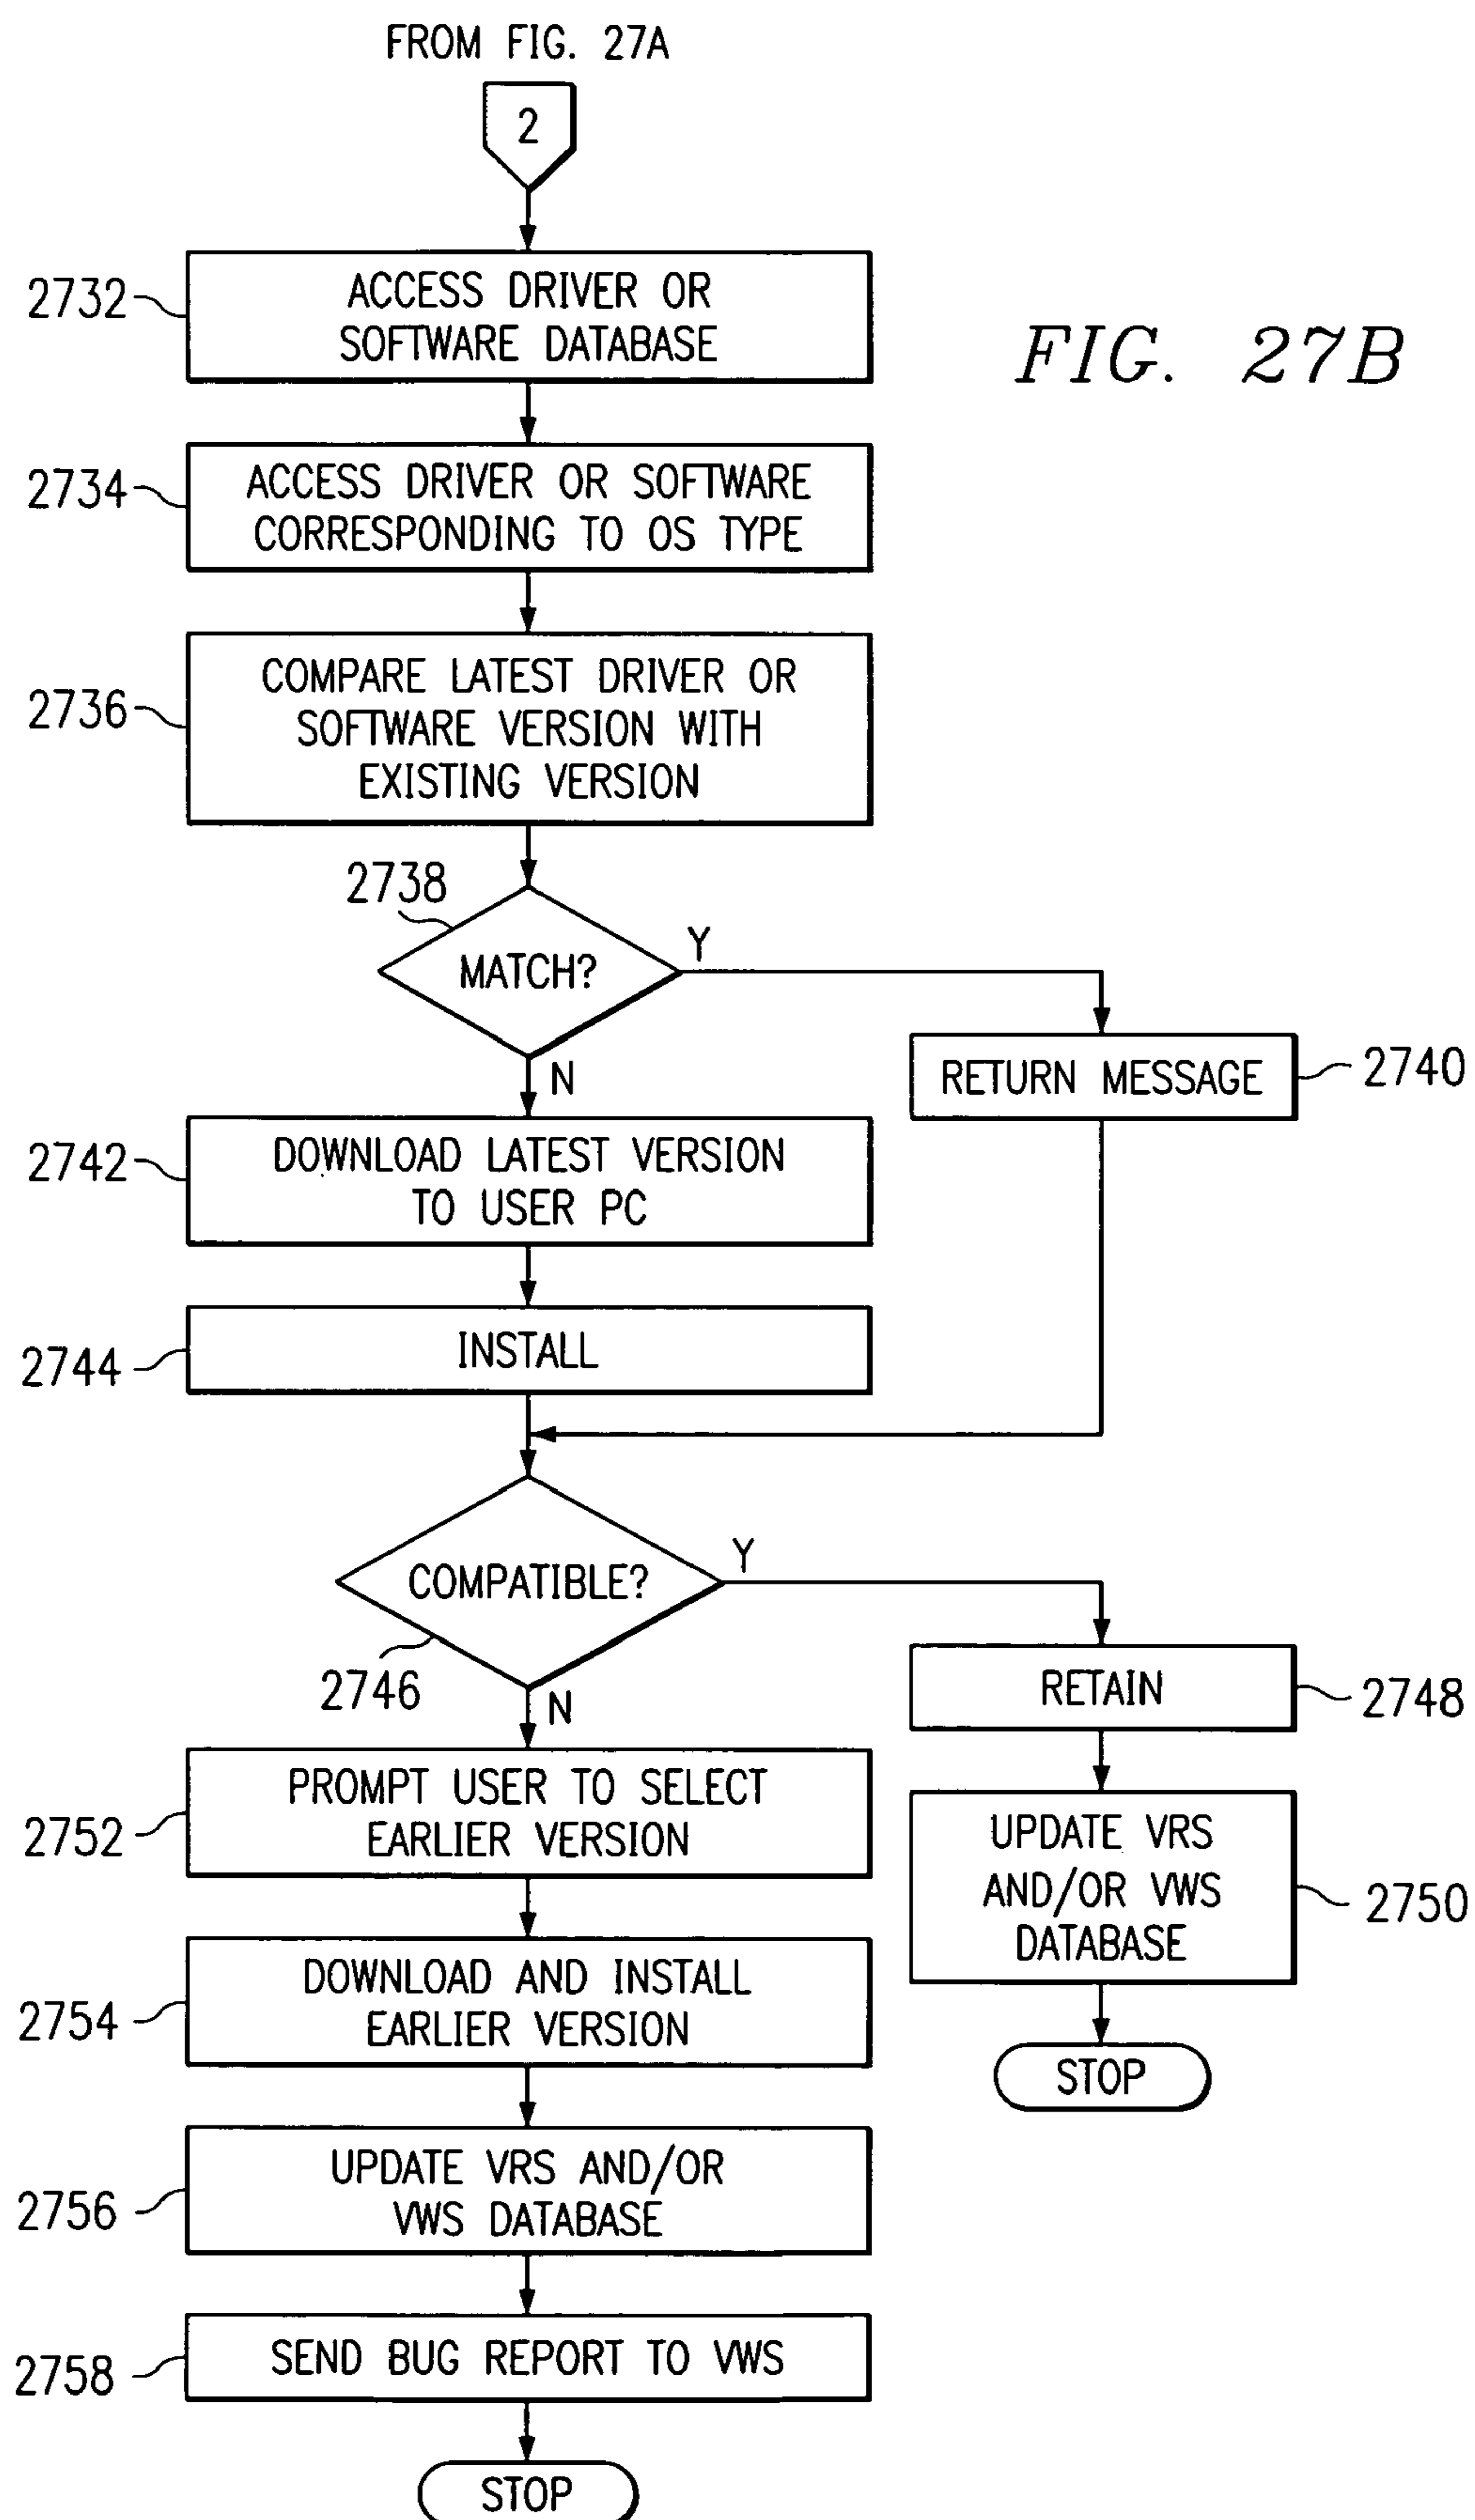 FROM FIG. 27A
2
2732
ACCESS DRIVER OR
SOFTWARE DATABASE
FIG. 27B
2734
ACCESS DRIVER OR SOFTWARE
CORRESPONDING TO OS TYPE
2736
COMPARE LATEST DRIVER OR
SOFTWARE VERSION WITH
EXISTING VERSION
2738
MATCH?
Y
N
RETURN MESSAGE
2740
2742
DOWNLOAD LATEST VERSION
TO USER PC
2744
INSTALL
COMPATIBLE?
Y
2746
N
RETAIN
2748
UPDATE VRS
AND/OR VWS
DATABASE
2750
STOP
2752
PROMPT USER TO SELECT
EARLIER VERSION
2754
DOWNLOAD AND INSTALL
EARLIER VERSION
2756
UPDATE VRS AND/OR
VWS DATABASE
2758
SEND BUG REPORT TO VWS
STOP